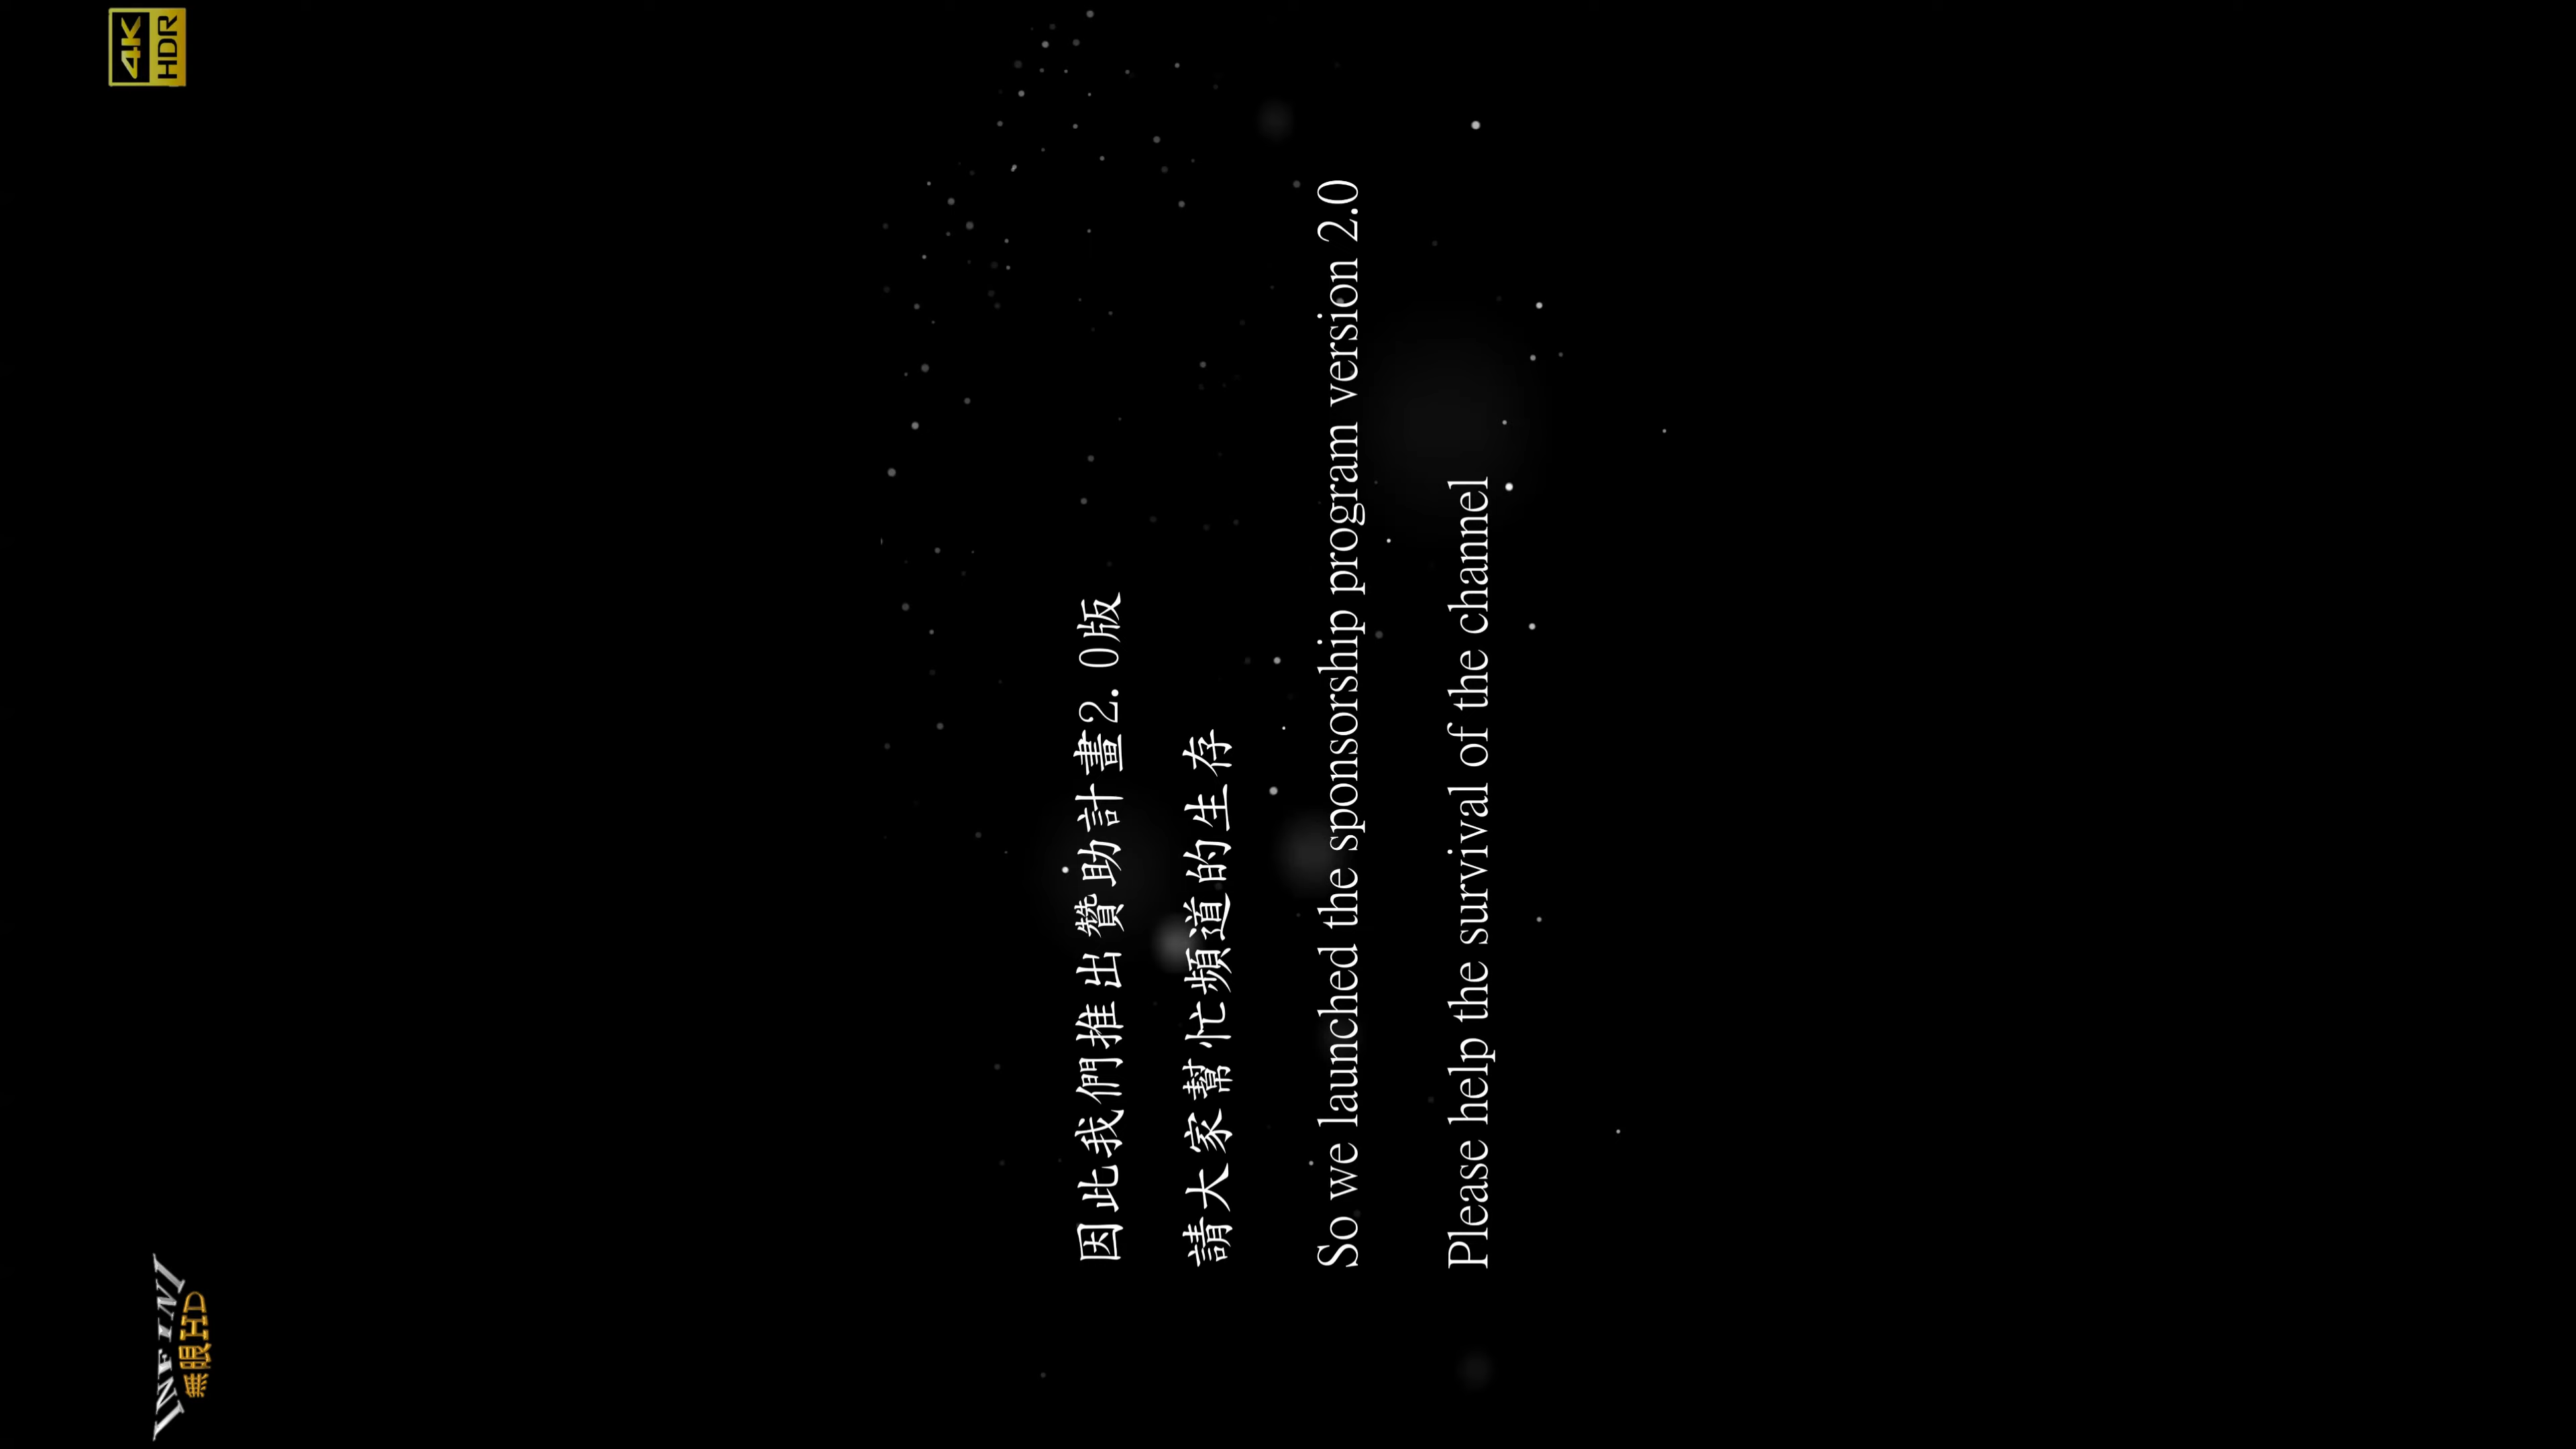 4K
HDR
INFINI
無限HD
因此我們推出贊助計畫2.0版
請大家幫忙頻道的生存
So we launched the sponsorship program version 2.0
Please help the survival of the channel